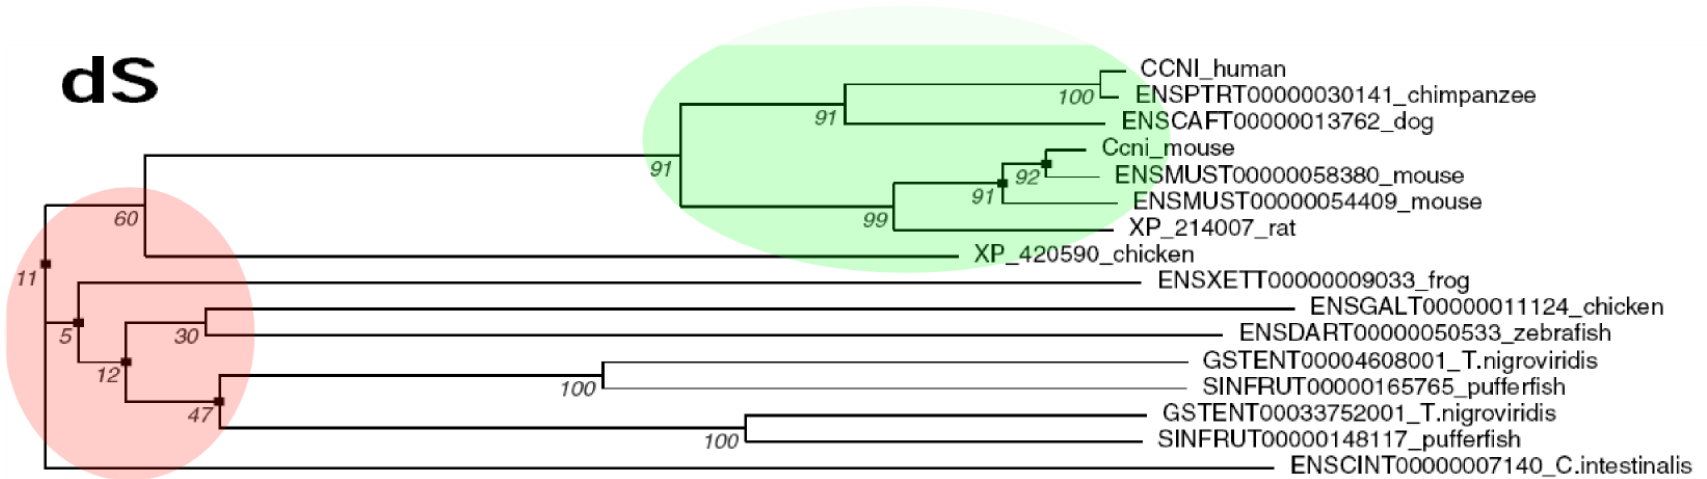 dS
CCNI_human
100
ENSPTRT00000030141_chimpanzee
91
ENSCAFT00000013762_dog
Ccni_mouse
91
92
ENSMUST00000058380_mouse
91
ENSMUST00000054409_mouse
60
99
XP_214007_rat
XP_420590_chicken
11
ENSXETT00000009033_frog
ENSGALT00000011124_chicken
5
30
ENSDART00000050533_zebrafish
GSTENT00004608001_T.nigroviridis
12
100
SINFRUT00000165765_pufferfish
47
GSTENT00033752001_T.nigroviridis
100
SINFRUT00000148117_pufferfish
ENSCINT00000007140_C.intestinalis